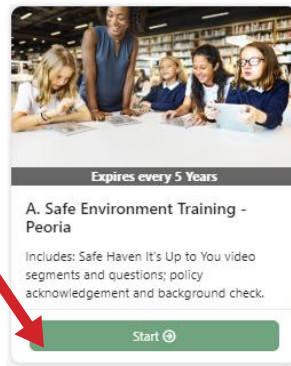 Expires every 5 Years
A. Safe Environment Training -
Peoria
Includes: Safe Haven It's Up to You video
segments and questions; policy
acknowledgement and background check.
Start